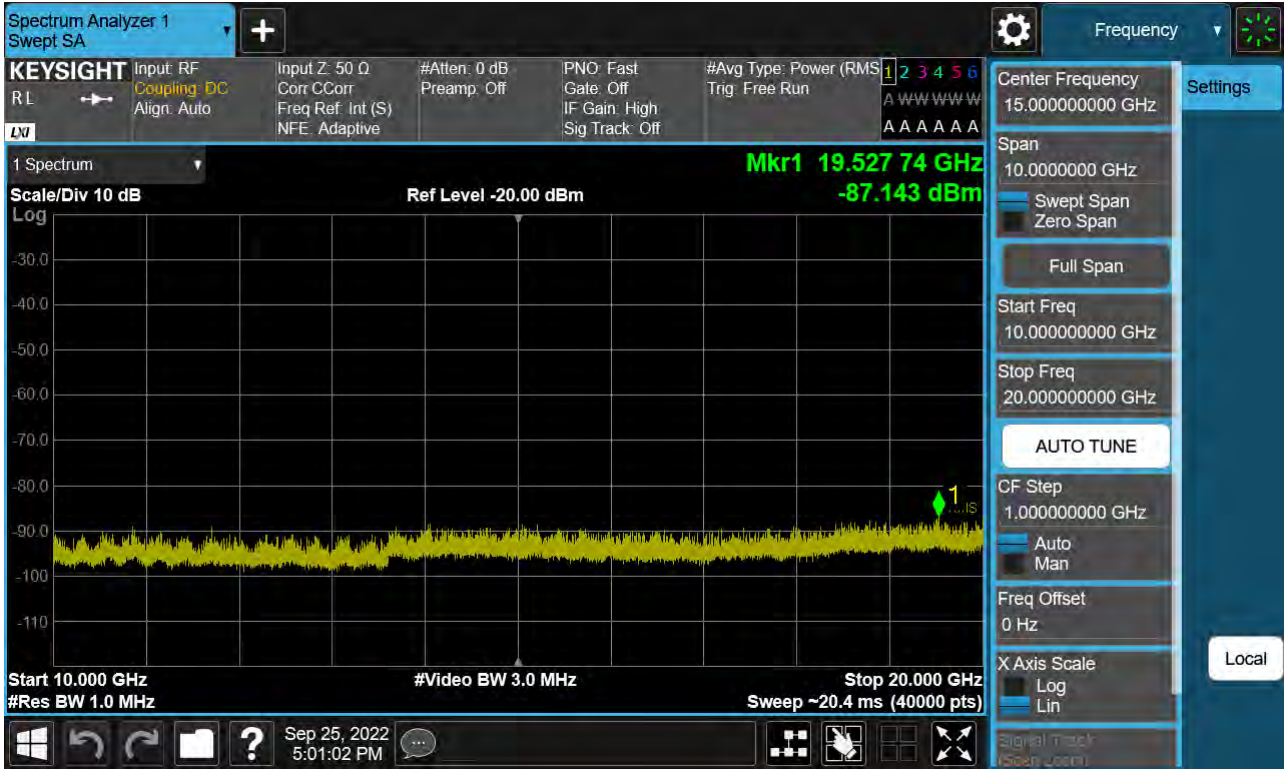 Spectrum Analyzer 1
Swept SA
+
Frequency
KEYSIGHT
RL
LXI
Input: RF
Coupling: DC
Align: Auto
Input Z: 50 Ω
Corr CCorr
Freq Ref: Int (S)
NFE: Adaptive
#Atten: 0 dB
Preamp: Off
PNO: Fast
Gate: Off
IF Gain: High
Sig Track: Off
#Avg Type: Power (RMS
Trig: Free Run
1 2 3 4 5 6
A W W W W W
A A A A A A
1 Spectrum
Scale/Div 10 dB
Ref Level -20.00 dBm
Mkr1 19.527 74 GHz
-87.143 dBm
Log
-30.0
-40.0
-50.0
-60.0
-70.0
-80.0
-90.0
-100
-110
1
Start 10.000 GHz
#Video BW 3.0 MHz
Stop 20.000 GHz
#Res BW 1.0 MHz
Sweep ~20.4 ms (40000 pts)
Center Frequency
15.000000000 GHz
Span
10.0000000 GHz
Swept Span
Zero Span
Full Span
Start Freq
10.000000000 GHz
Stop Freq
20.000000000 GHz
AUTO TUNE
CF Step
1.000000000 GHz
Auto
Man
Freq Offset
0 Hz
X Axis Scale
Log
Lin
Signal Track
(Span Zoom)
Settings
Local
?
Sep 25, 2022
5:01:02 PM